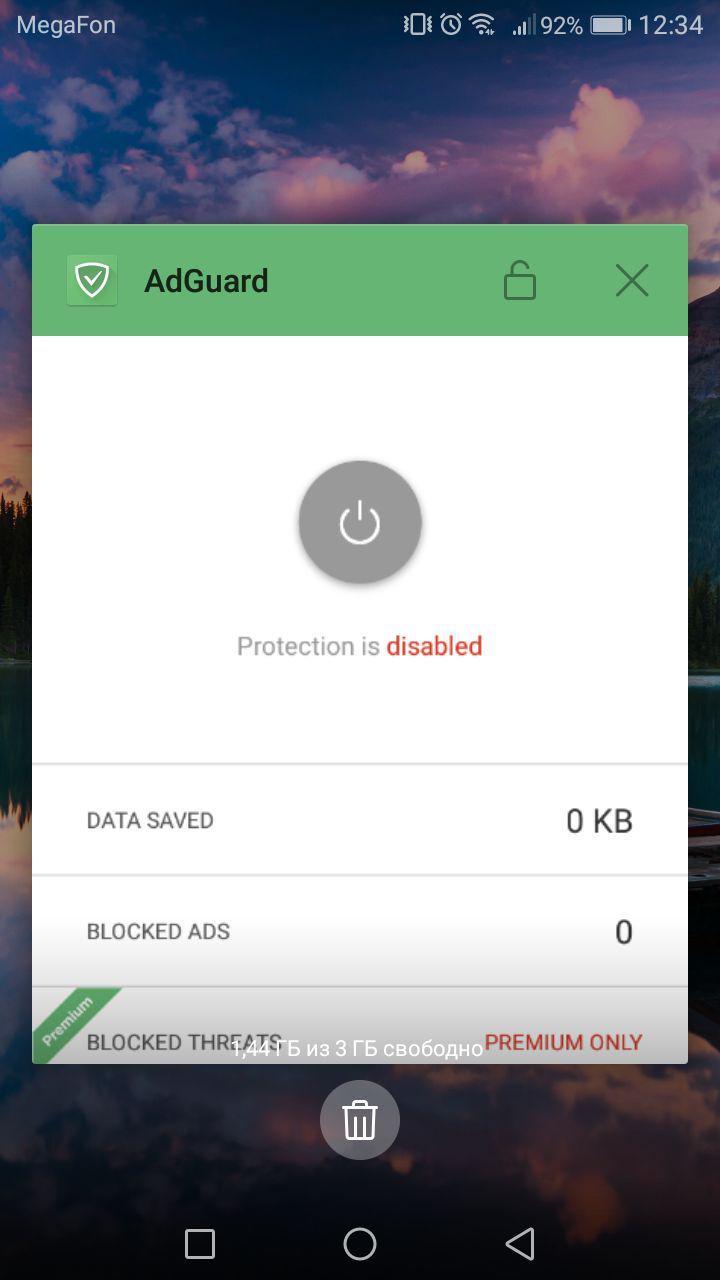 MegaFon 92% 12:34
AdGuard
Protection is disabled
DATA SAVED 0 KB
BLOCKED ADS 0
Premium
BLOCKED THREATS PREMIUM ONLY
1,44 ГБ из 3 ГБ свободно